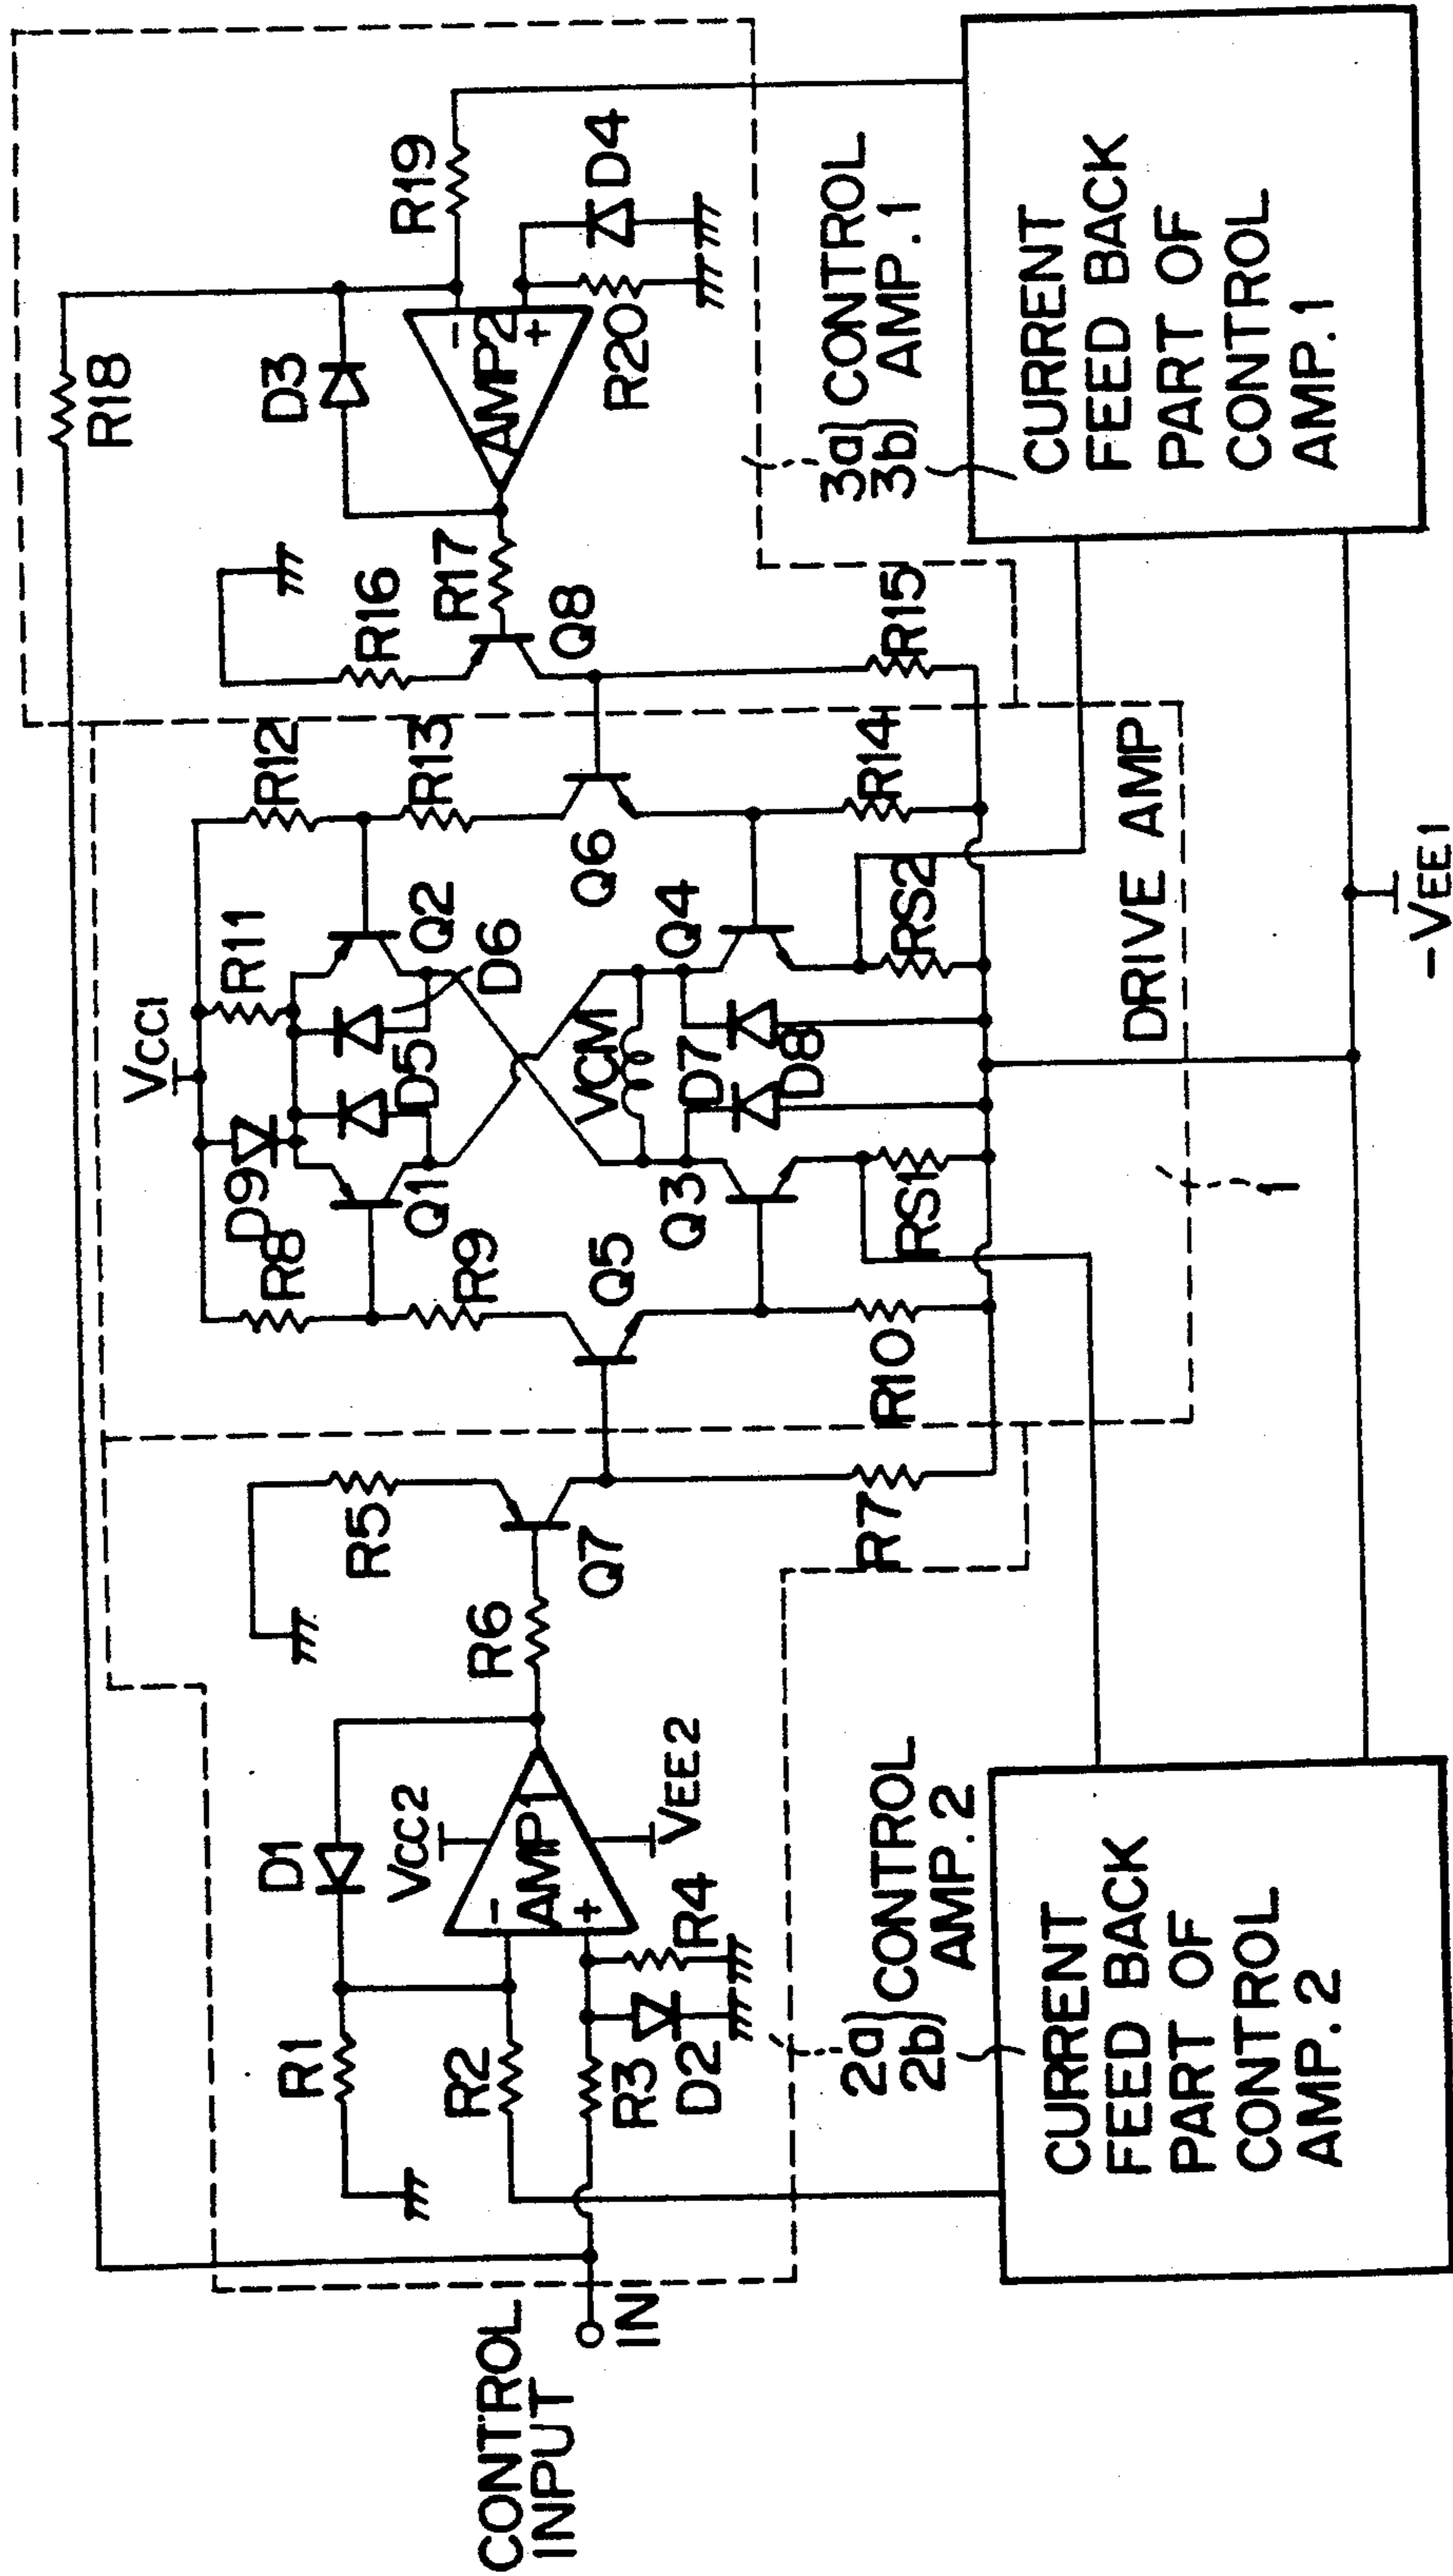 R18
VCC1
R12
R11
D9
R8
R5
R16
D3
R19
R1
D1
VCC2
R13
Q2
D6
D5
Q1
R9
R17
AMP2
-
+
D4
R20
Q8
R2
-
AMP1
+
R6
Q7
Q5
VCM
Q6
Q4
D7
D8
Q3
VEE2
R4
R3
D2
CONTROL
INPUT
IN
R7
R10
RS1
RS2
R14
R15
DRIVE AMP
1
2a
2b
CONTROL
AMP. 2
3a
3b
CONTROL
AMP. 1
CURRENT
FEED BACK
PART OF
CONTROL
AMP. 2
-VEE1
CURRENT
FEED BACK
PART OF
CONTROL
AMP. 1